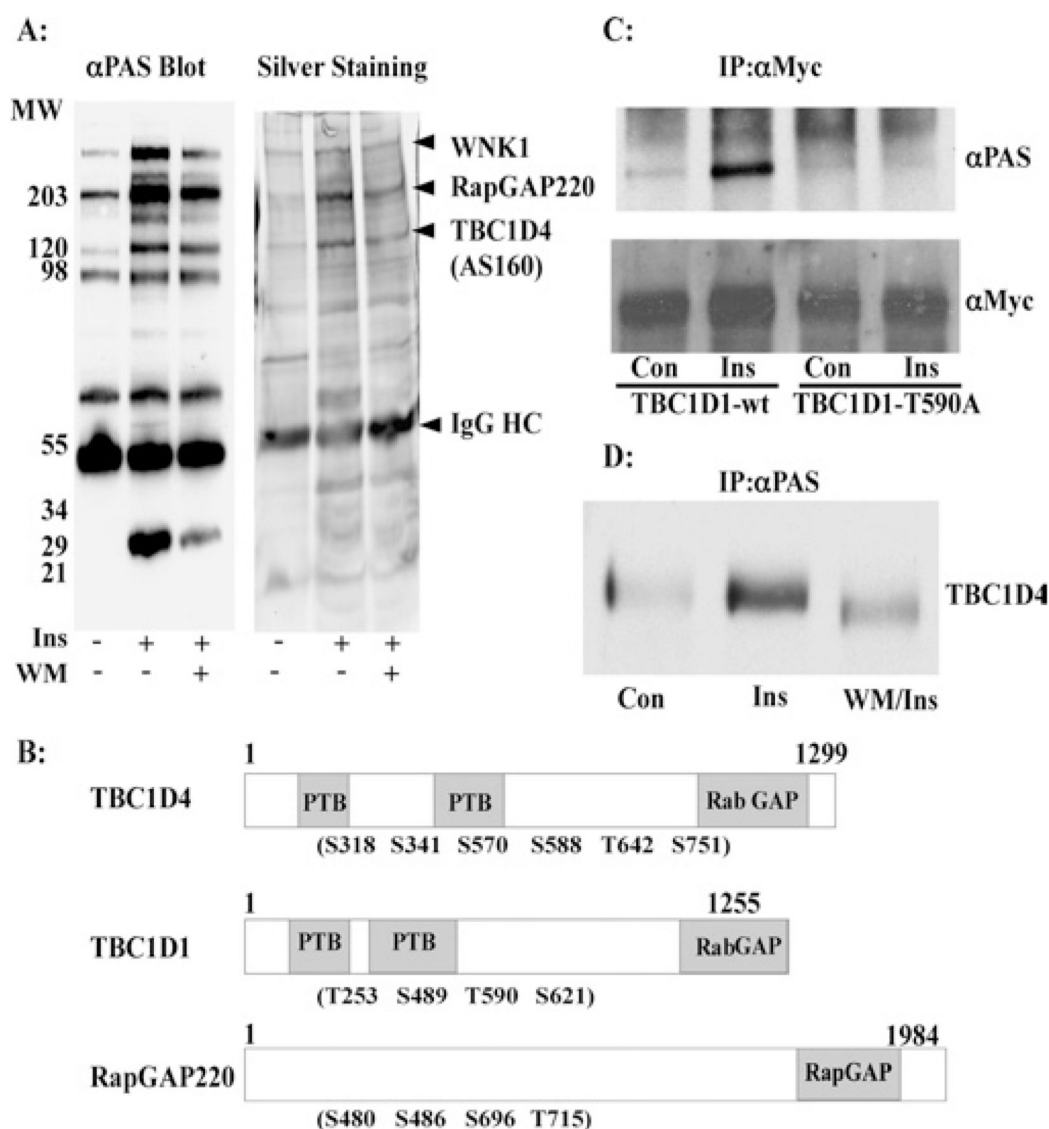 A:
αPAS Blot
Silver Staining
MW
203
120
98
55
34
29
21
WNK1
RapGAP220
TBC1D4
(AS160)
IgG HC
Ins - + + - + +
WM - - + - - +
C:
IP:αMyc
αPAS
αMyc
Con Ins Con Ins
TBC1D1-wt TBC1D1-T590A
D:
IP:αPAS
TBC1D4
Con Ins WM/Ins
B:
1 1299
TBC1D4 PTB PTB Rab GAP
(S318 S341 S570 S588 T642 S751)
1 1255
TBC1D1 PTB PTB RabGAP
(T253 S489 T590 S621)
1 1984
RapGAP220 RapGAP
(S480 S486 S696 T715)